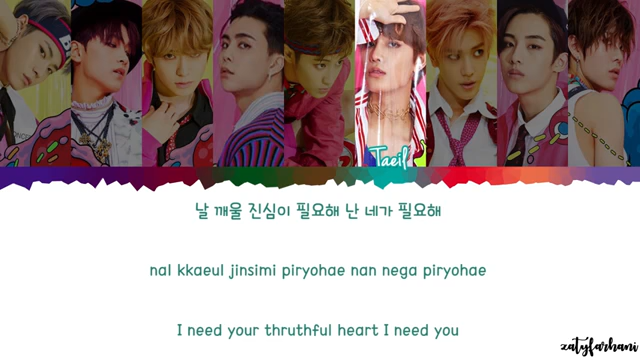 Taeil
날 깨울 진심이 필요해 난 네가 필요해
nal kkaeul jinsimi piryohae nan nega piryohae
I need your thruthful heart I need you
zatyfarhani